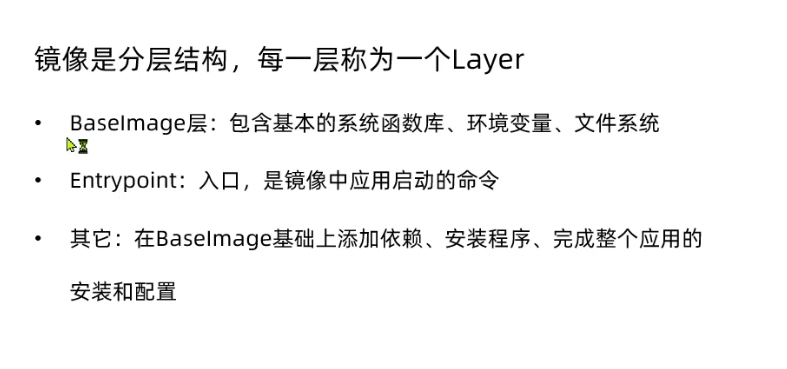 镜像是分层结构，每一层称为一个Layer
• BaseImage层：包含基本的系统函数库、环境变量、文件系统
• Entrypoint：入口，是镜像中应用启动的命令
• 其它：在BaseImage基础上添加依赖、安装程序、完成整个应用的
安装和配置